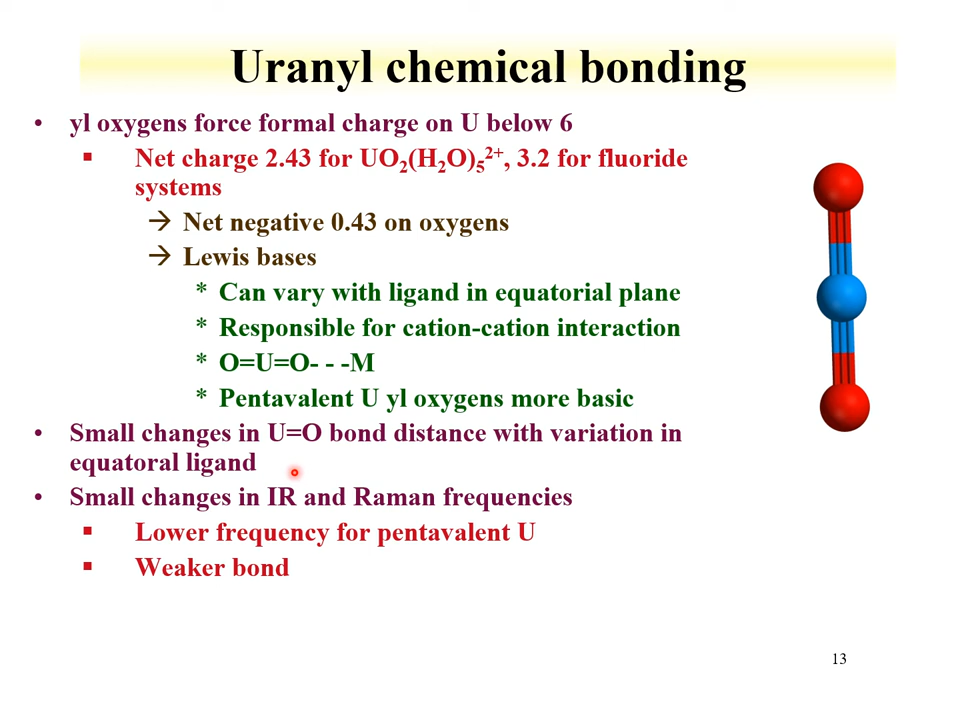 Uranyl chemical bonding
• yl oxygens force formal charge on U below 6
▪ Net charge 2.43 for UO₂(H₂O)₅²⁺, 3.2 for fluoride
systems
→ Net negative 0.43 on oxygens
→ Lewis bases
* Can vary with ligand in equatorial plane
* Responsible for cation-cation interaction
* O=U=O- - -M
* Pentavalent U yl oxygens more basic
• Small changes in U=O bond distance with variation in
equatoral ligand
• Small changes in IR and Raman frequencies
▪ Lower frequency for pentavalent U
▪ Weaker bond
13